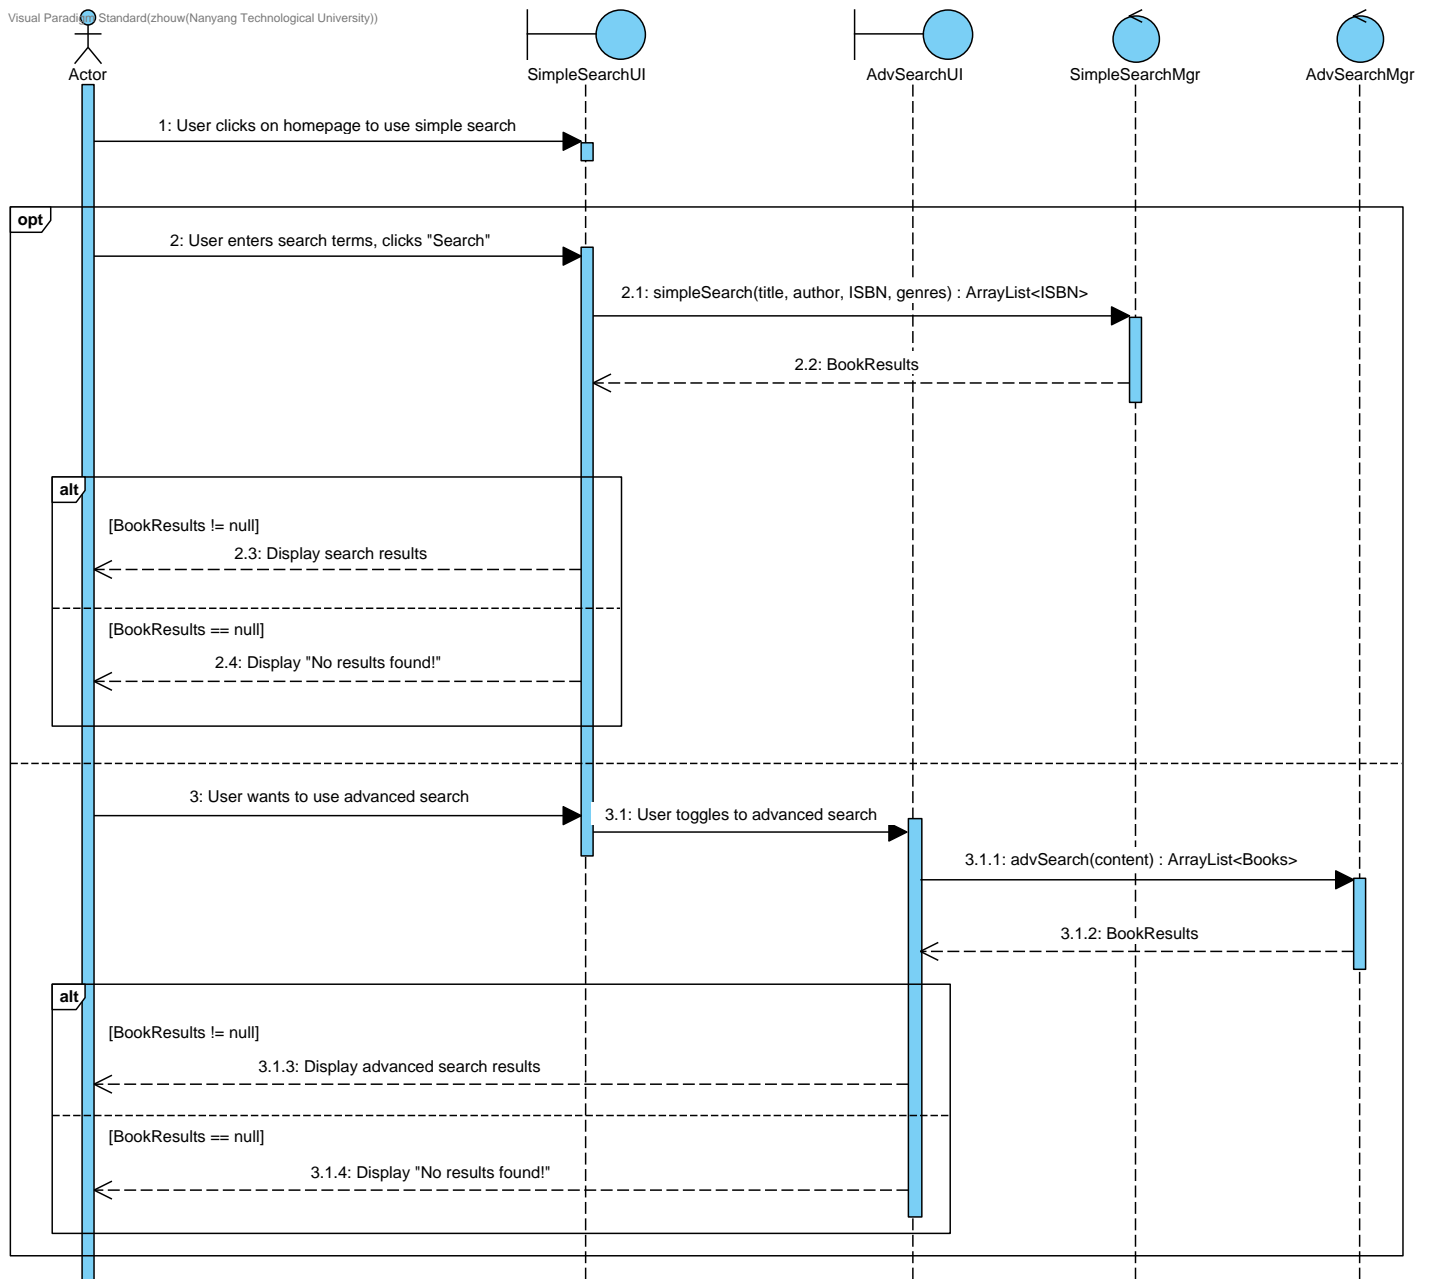 Visual Paradigm Standard(zhouw(Nanyang Technological University))
Actor
SimpleSearchUI
AdvSearchUI
SimpleSearchMgr
AdvSearchMgr
1: User clicks on homepage to use simple search
opt
2: User enters search terms, clicks "Search"
2.1: simpleSearch(title, author, ISBN, genres) : ArrayList<ISBN>
2.2: BookResults
alt
[BookResults != null]
2.3: Display search results
[BookResults == null]
2.4: Display "No results found!"
3: User wants to use advanced search
3.1: User toggles to advanced search
3.1.1: advSearch(content) : ArrayList<Books>
3.1.2: BookResults
alt
[BookResults != null]
3.1.3: Display advanced search results
[BookResults == null]
3.1.4: Display "No results found!"